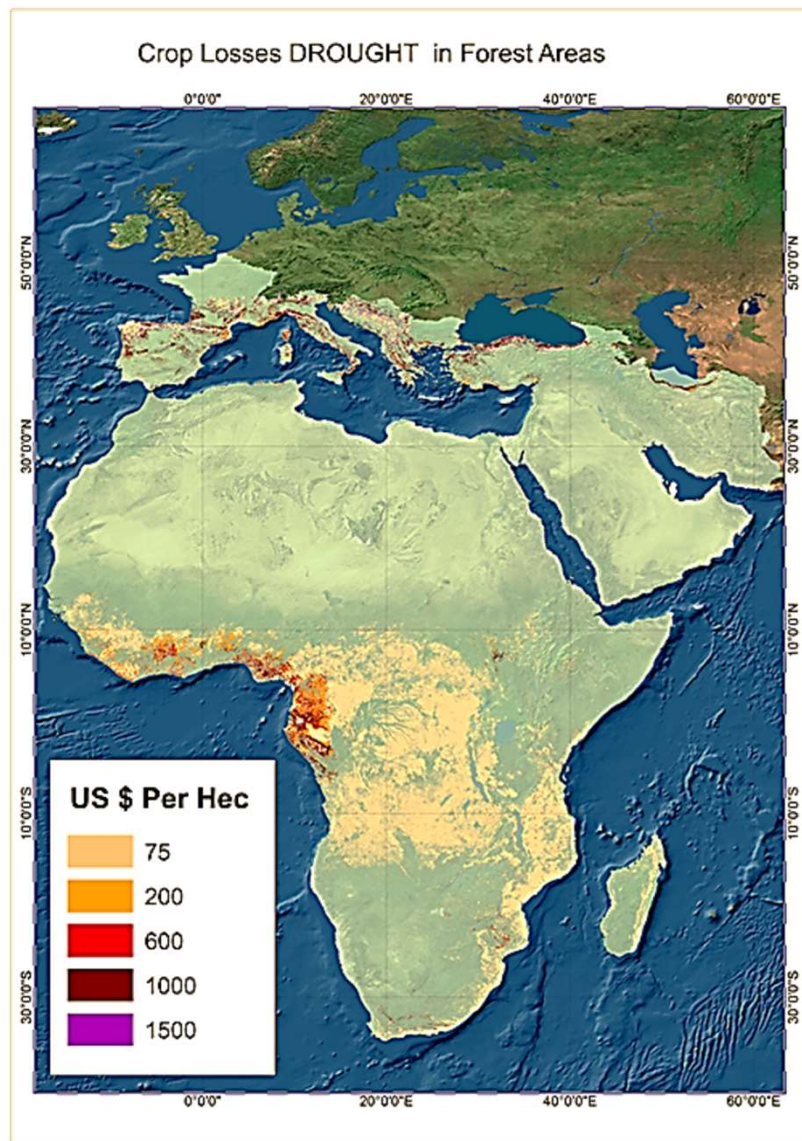 Crop Losses DROUGHT in Forest Areas
0°0'0" 20°0'0"E 40°0'0"E 60°0'0"E
50°0'0"N 50°0'0"N
30°0'0"N 30°0'0"N
10°0'0"N 10°0'0"N
10°0'0"S 10°0'0"S
30°0'0"S 30°0'0"S
US $ Per Hec
75
200
600
1000
1500
0°0'0" 20°0'0"E 40°0'0"E 60°0'0"E